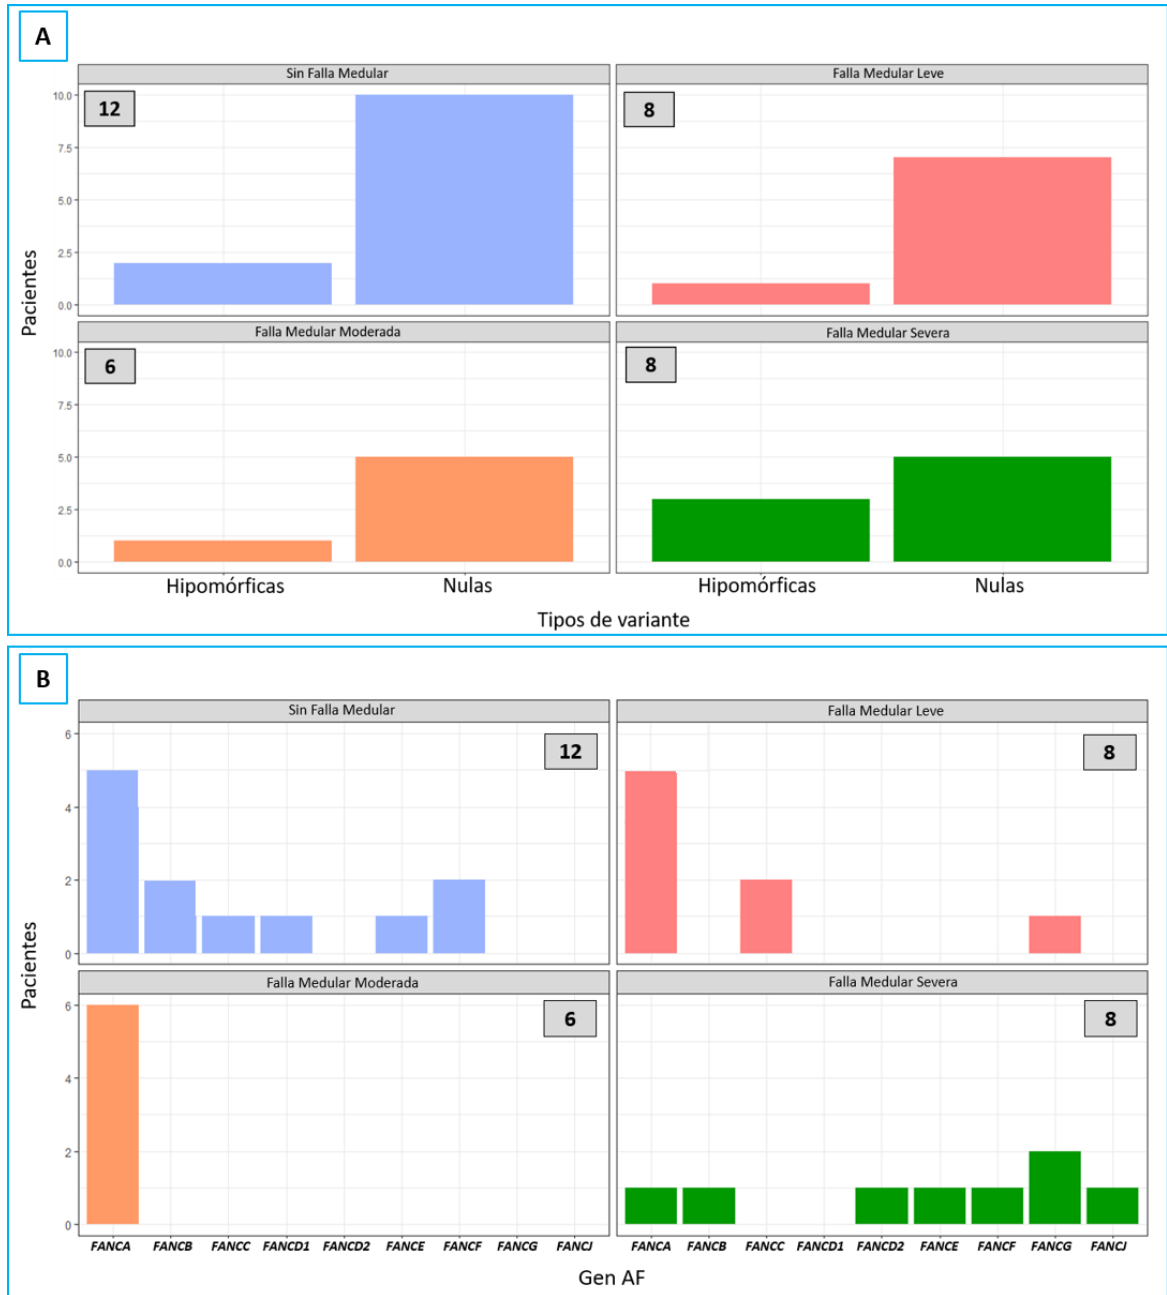 A
Sin Falla Medular
Falla Medular Leve
12
8
10.0
7.5
5.0
2.5
0.0
Falla Medular Moderada
Falla Medular Severa
6
8
10.0
7.5
5.0
2.5
0.0
Pacientes
Hipomórficas Nulas Hipomórficas Nulas
Tipos de variante
B
Sin Falla Medular
Falla Medular Leve
12
8
6
4
2
0
Falla Medular Moderada
Falla Medular Severa
6
8
6
4
2
0
Pacientes
FANCA FANCB FANCC FANCD1 FANCD2 FANCE FANCF FANCG FANCJ FANCA FANCB FANCC FANCD1 FANCD2 FANCE FANCF FANCG FANCJ
Gen AF